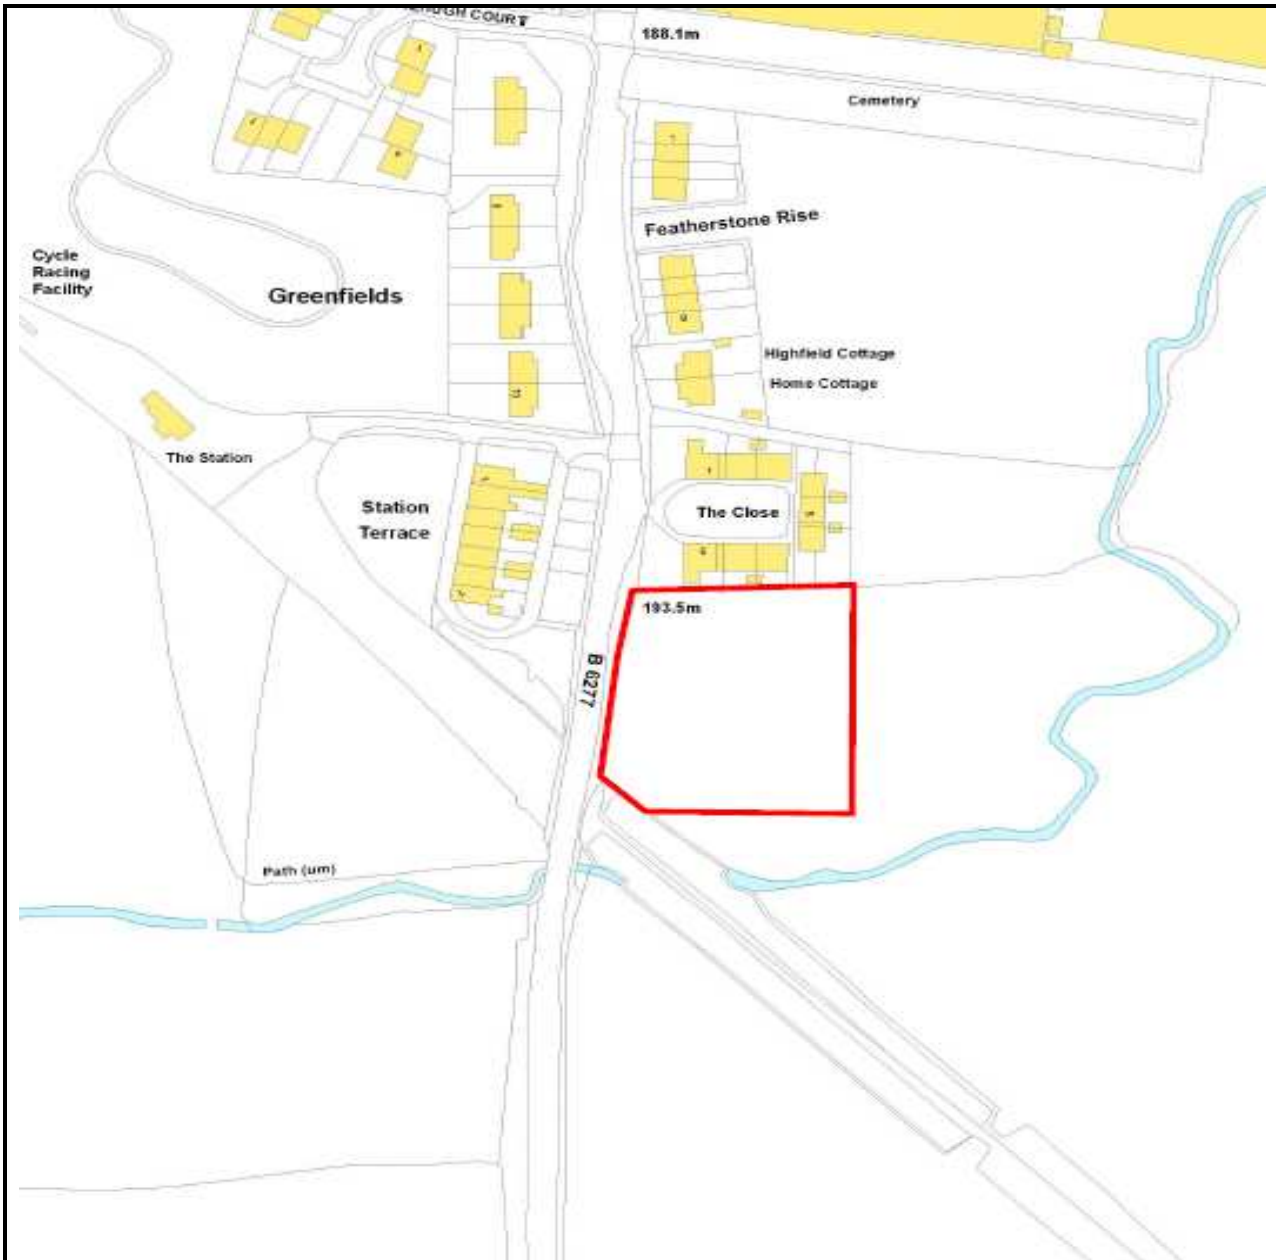 COURT
188.1m
Cemetery
Featherstone Rise
Cycle
Racing
Facility
Greenfields
Highfield Cottage
Home Cottage
The Station
Station
Terrace
The Close
193.5m
B 6277
Path (um)